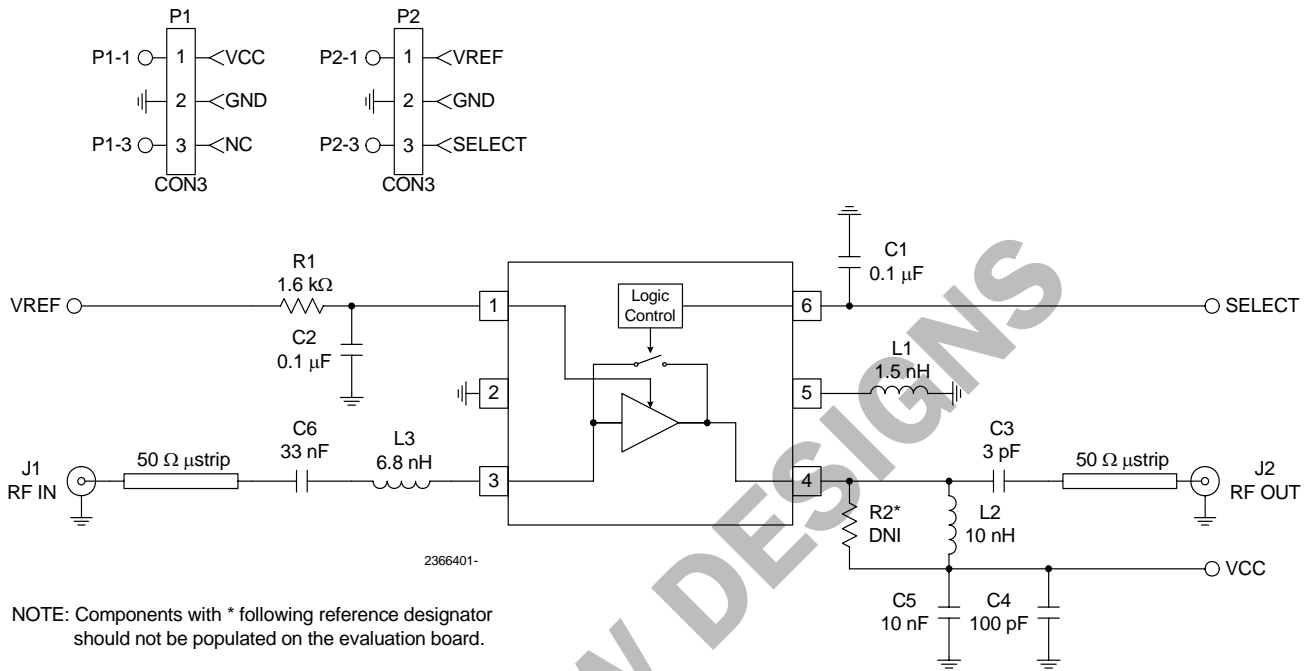 P1
P1-1 1 VCC
2 GND
P1-3 3 NC
CON3
P2
P2-1 1 VREF
2 GND
P2-3 3 SELECT
CON3
VREF
R1
1.6 kΩ
C2
0.1 μF
1
Logic
Control
6
C1
0.1 μF
SELECT
2
5
L1
1.5 nH
J1
RF IN
50 Ω μstrip
C6
33 nF
L3
6.8 nH
3
4
C3
3 pF
50 Ω μstrip
J2
RF OUT
R2*
DNI
L2
10 nH
VCC
C5
10 nF
C4
100 pF
2366401-
NOTE: Components with * following reference designator
should not be populated on the evaluation board.
W DESIGNS